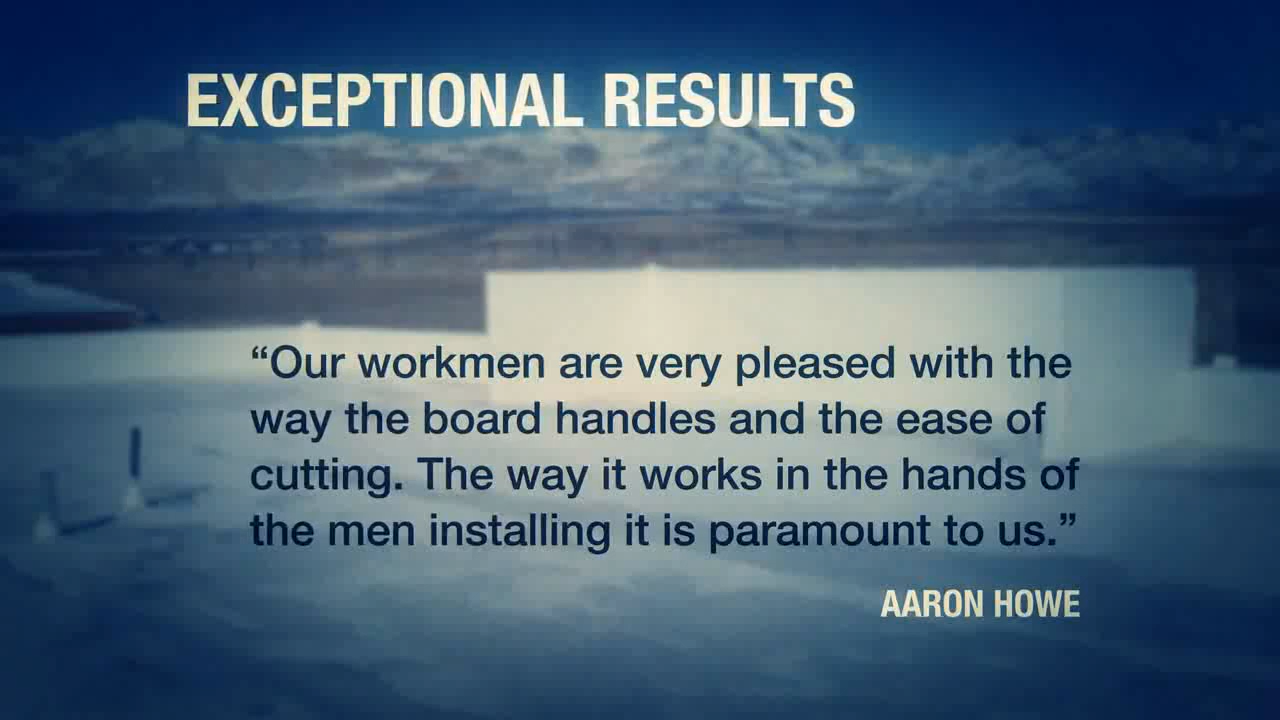 EXCEPTIONAL RESULTS
“Our workmen are very pleased with the
way the board handles and the ease of
cutting. The way it works in the hands of
the men installing it is paramount to us.”
AARON HOWE